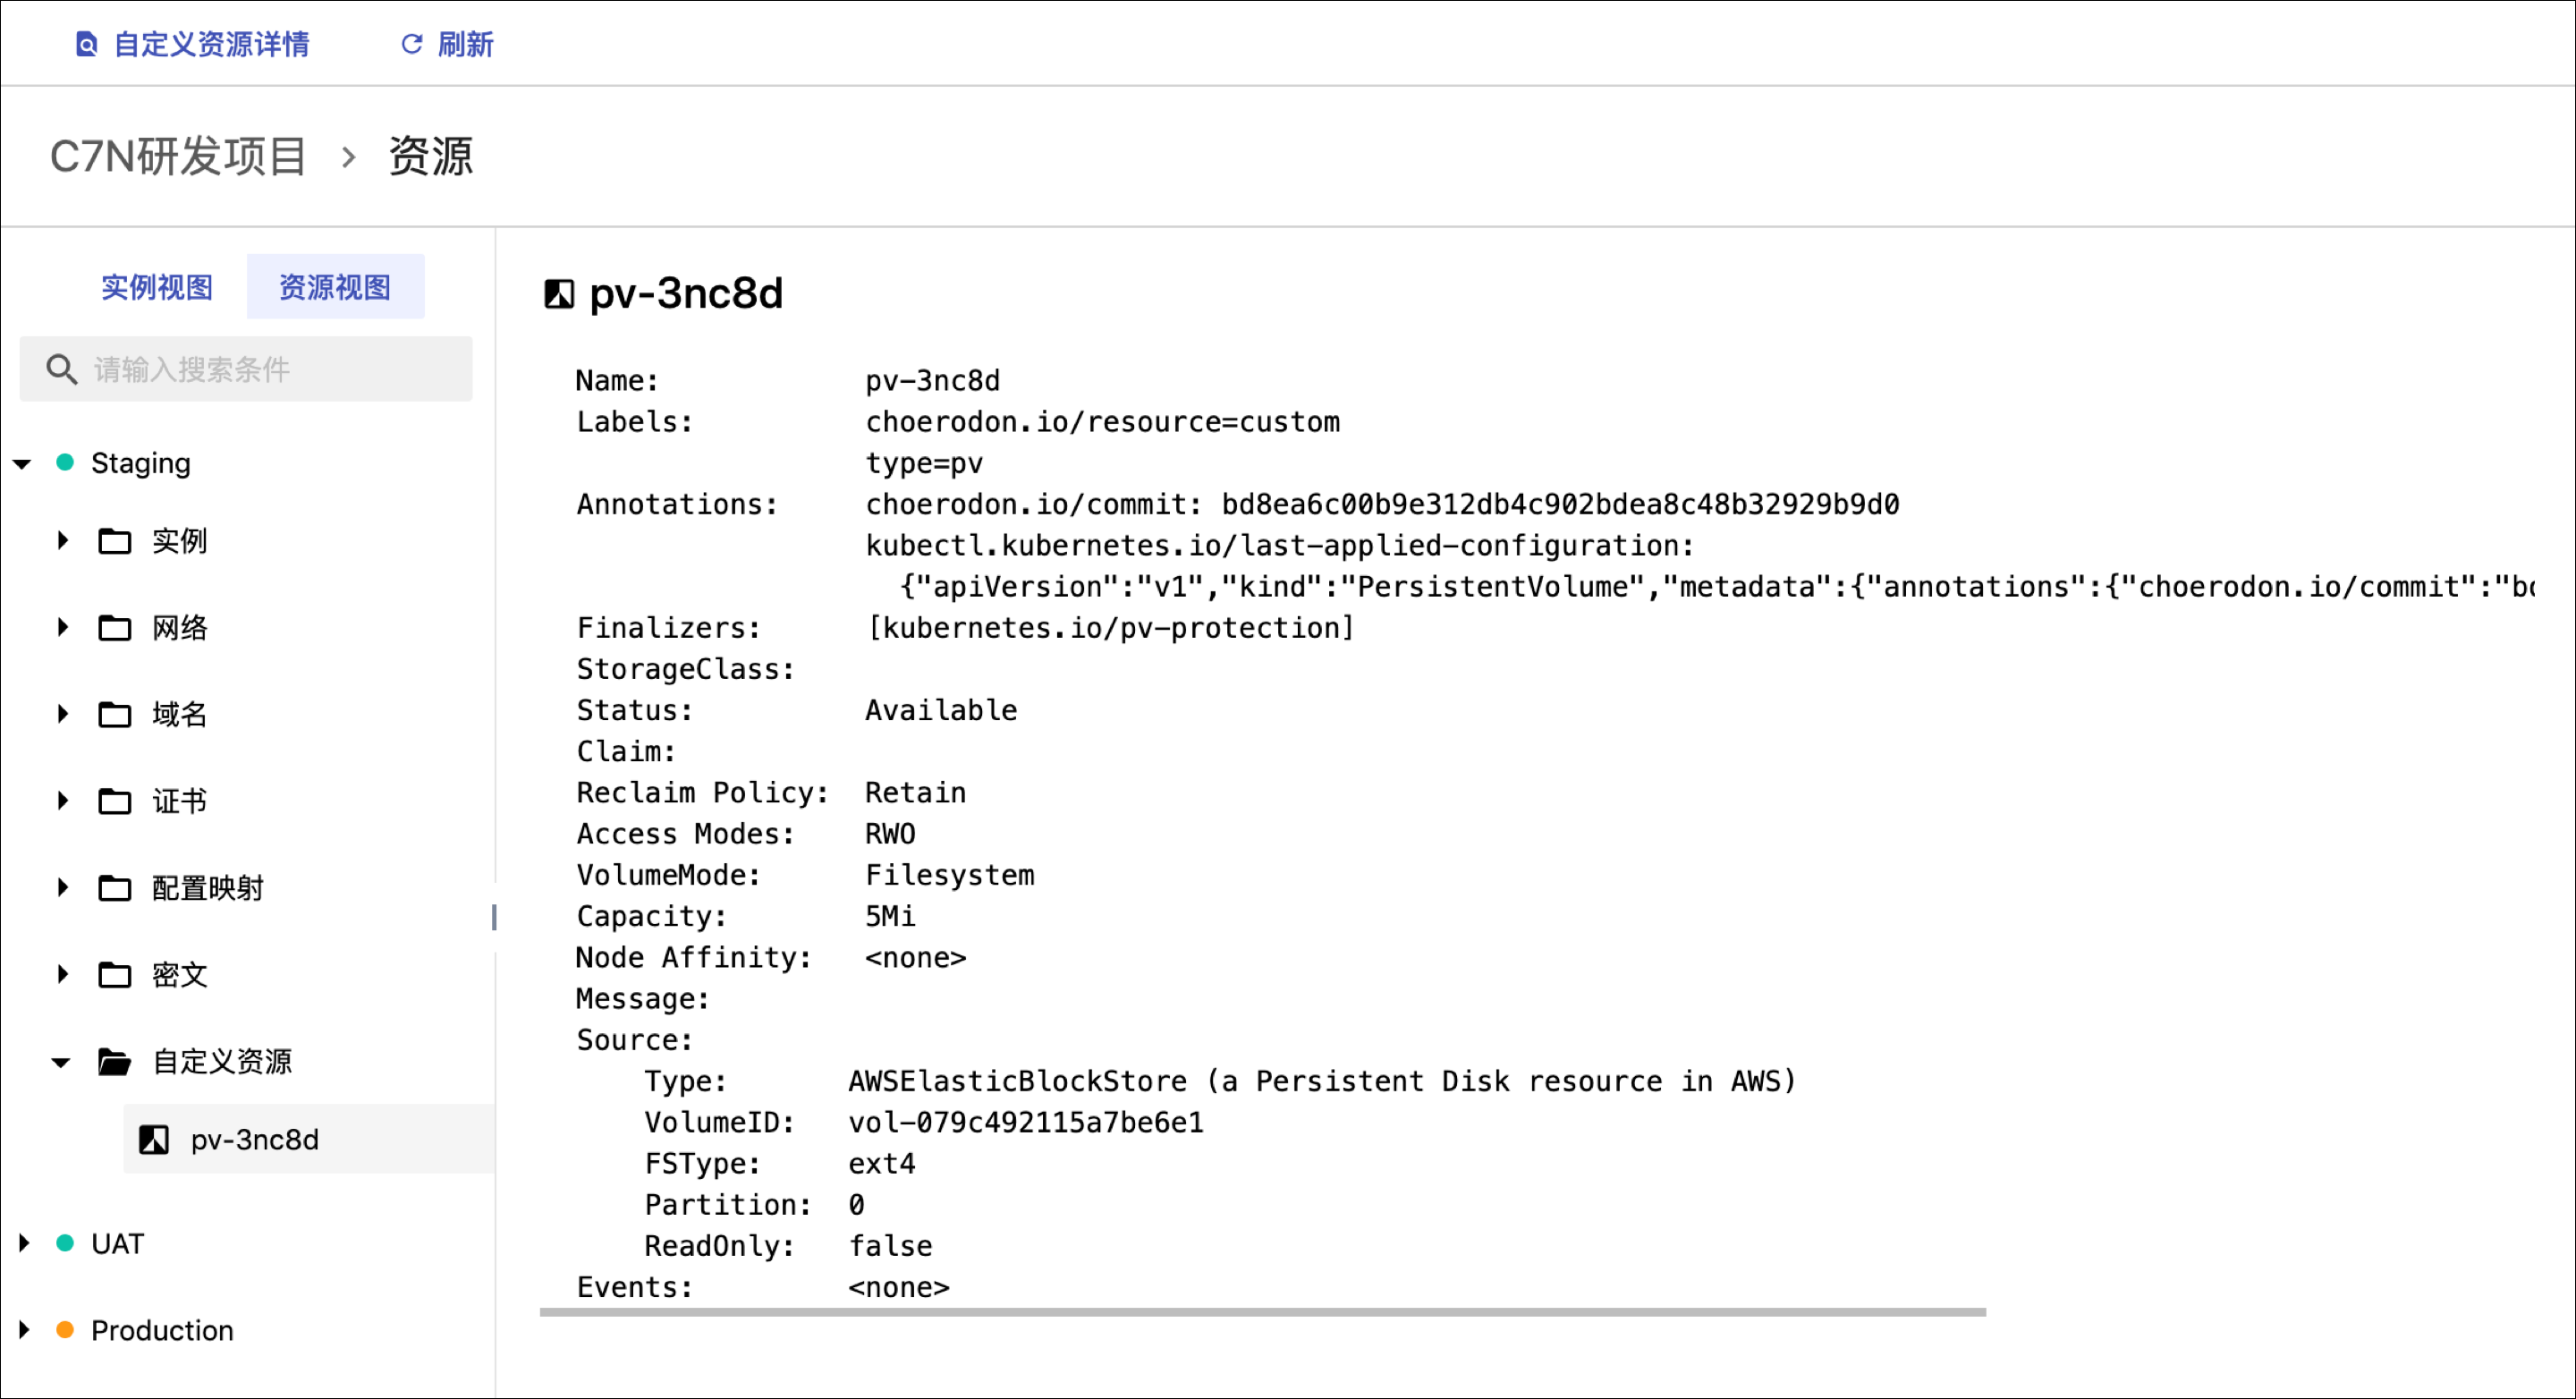 自定义资源详情 刷新
C7N研发项目 > 资源
实例视图 资源视图
请输入搜索条件
Staging
实例
网络
域名
证书
配置映射
密文
自定义资源
pv-3nc8d
UAT
Production
pv-3nc8d
Name: pv-3nc8d
Labels: choerodon.io/resource=custom
type=pv
Annotations: choerodon.io/commit: bd8ea6c00b9e312db4c902bdea8c48b32929b9d0
kubectl.kubernetes.io/last-applied-configuration:
{"apiVersion":"v1","kind":"PersistentVolume","metadata":{"annotations":{"choerodon.io/commit":"b
Finalizers: [kubernetes.io/pv-protection]
StorageClass:
Status: Available
Claim:
Reclaim Policy: Retain
Access Modes: RWO
VolumeMode: Filesystem
Capacity: 5Mi
Node Affinity: <none>
Message:
Source:
Type: AWSElasticBlockStore (a Persistent Disk resource in AWS)
VolumeID: vol-079c492115a7be6e1
FSType: ext4
Partition: 0
ReadOnly: false
Events: <none>